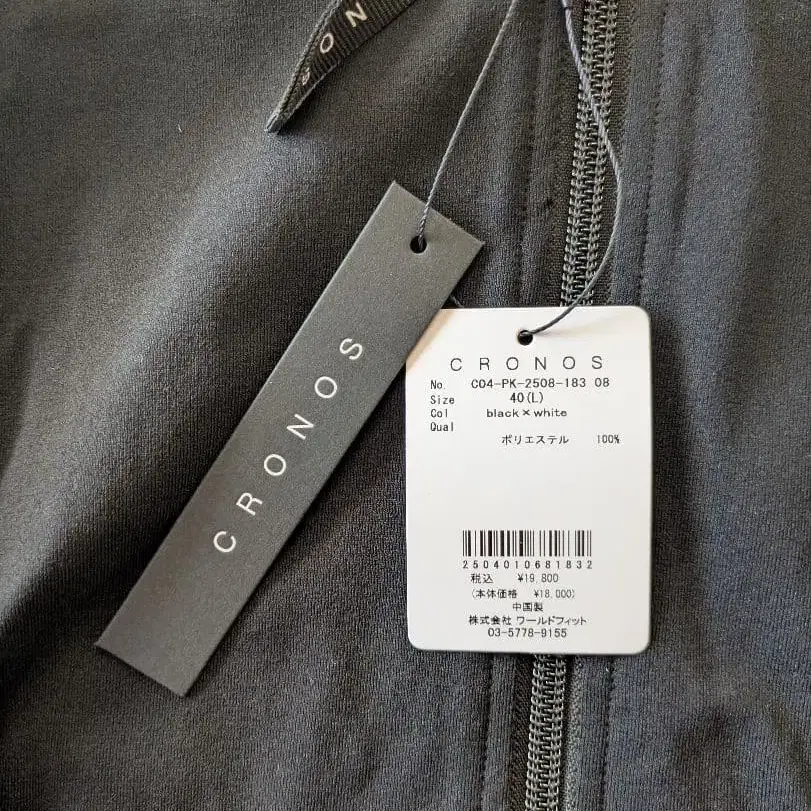 SON
CRONOS
CRONOS
No. C04-PK-2508-183 08
Size 40(L)
Col black×white
Qual
ポリエステル 100%
2504010681832
税込 ¥19,800
(本体価格 ¥18,000)
中国製
株式会社 ワールドフィット
03-5778-9155